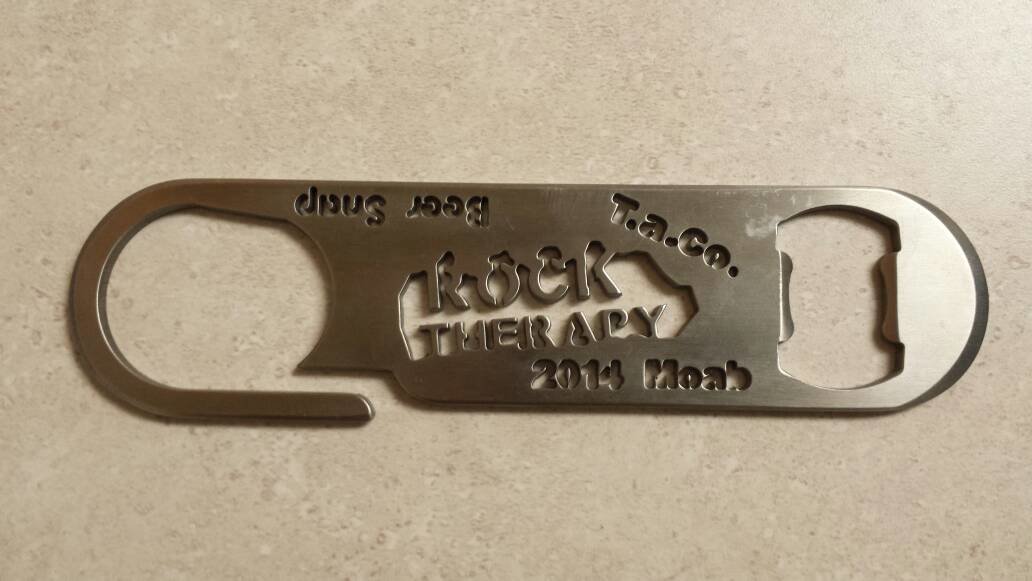 Beer Snap
T.a.Co.
ROCK
THERAPY
2014 Moab